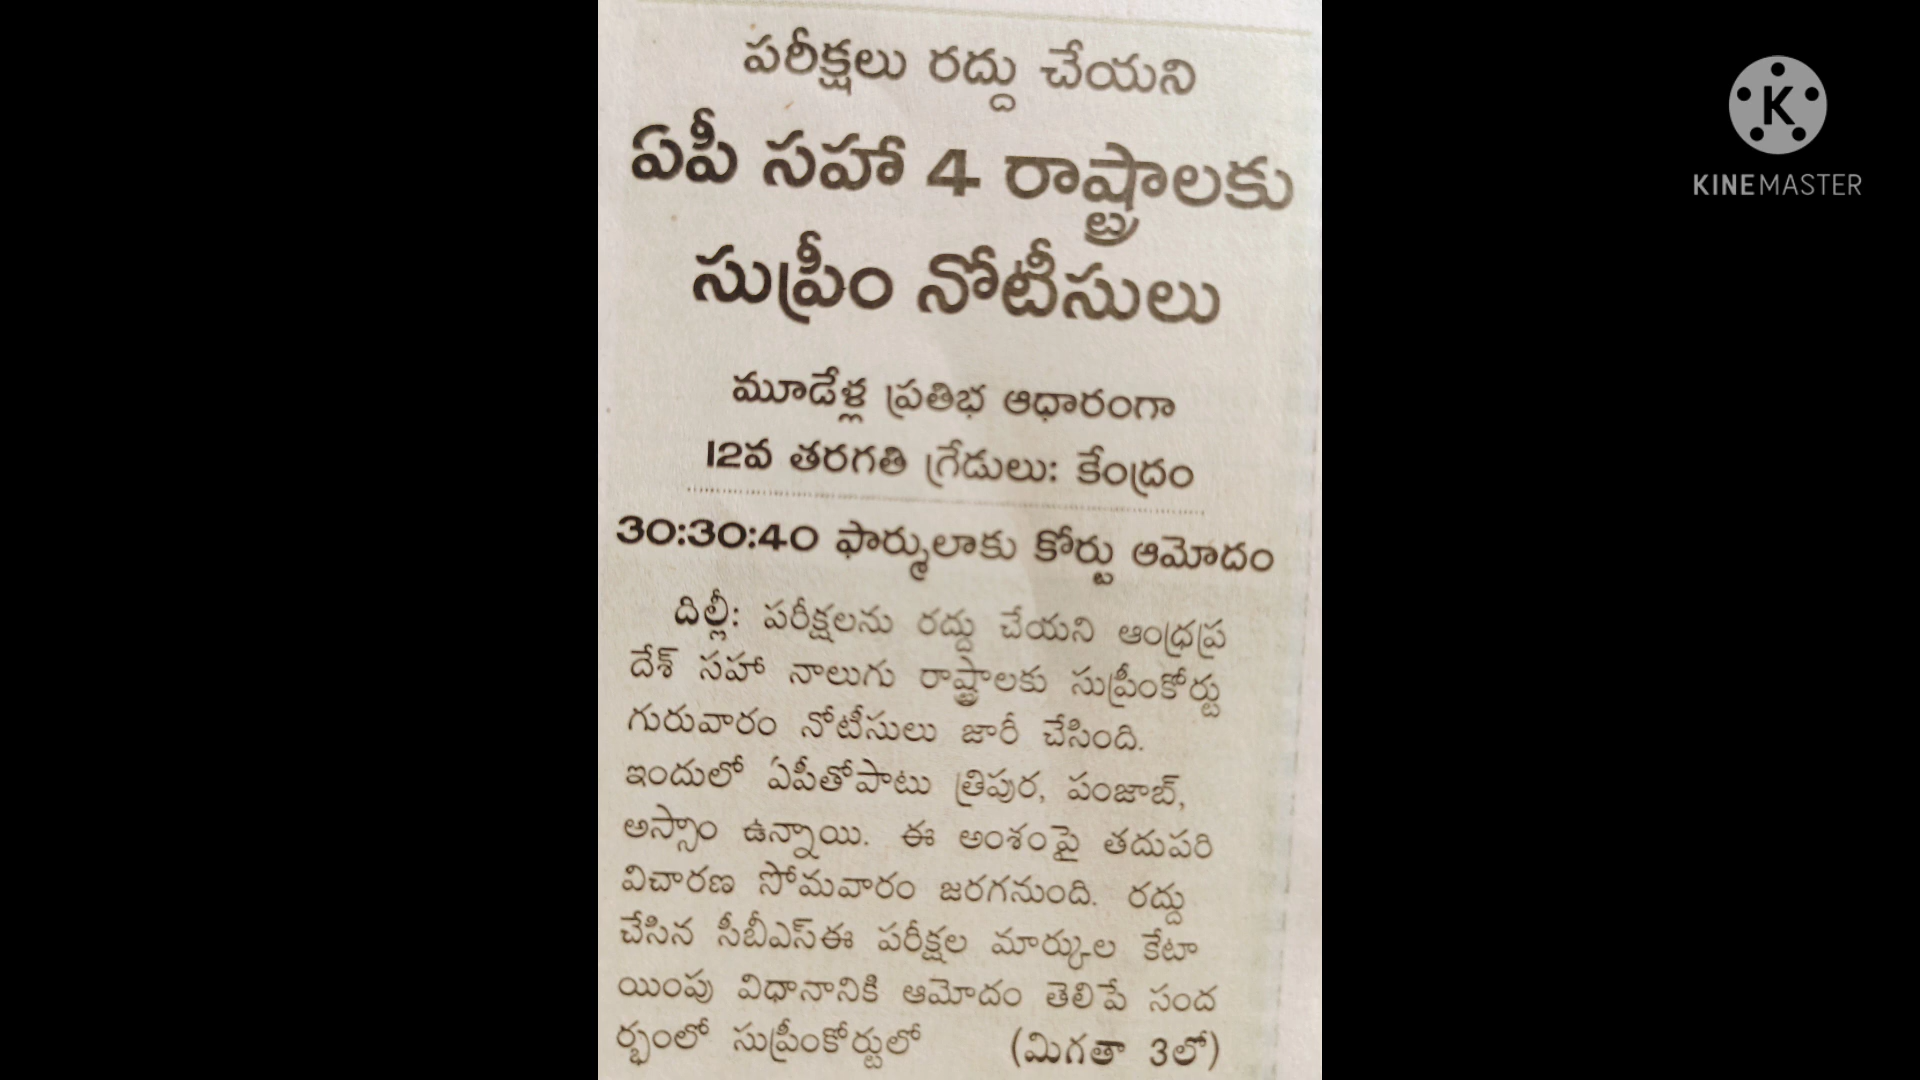 పరీక్షలు రద్దు చేయని
ఏపీ సహా 4 రాష్ట్రాలకు
సుప్రీం నోటీసులు
మూడేళ్ల ప్రతిభ ఆధారంగా
12వ తరగతి గ్రేడులు: కేంద్రం
30:30:40 ఫార్ములాకు కోర్టు ఆమోదం
దిల్లీ: పరీక్షలను రద్దు చేయని ఆంధ్రప్ర
దేశ్ సహా నాలుగు రాష్ట్రాలకు సుప్రీంకోర్టు
గురువారం నోటీసులు జారీ చేసింది.
ఇందులో ఏపీతోపాటు త్రిపుర, పంజాబ్,
అస్సాం ఉన్నాయి. ఈ అంశంపై తదుపరి
విచారణ సోమవారం జరగనుంది. రద్దు
చేసిన సీబీఎస్ఈ పరీక్షల మార్కుల కేటా
యింపు విధానానికి ఆమోదం తెలిపే సంద
ర్భంలో సుప్రీంకోర్టులో (మిగతా 3లో)
K
KINEMASTER